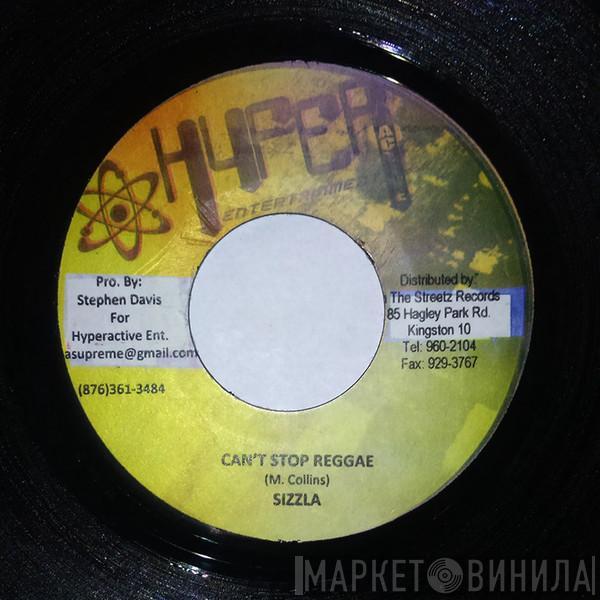 HYPER
AC
ENTERTAINME
Pro. By:
Stephen Davis
For
Hyperactive Ent.
asupreme@gmail.com
(876)361-3484
Distributed by:
The Streetz Records
85 Hagley Park Rd.
Kingston 10
Tel: 960-2104
Fax: 929-3767
CAN'T STOP REGGAE
(M. Collins)
SIZZLA
МАРКЕТ ВИНИЛА